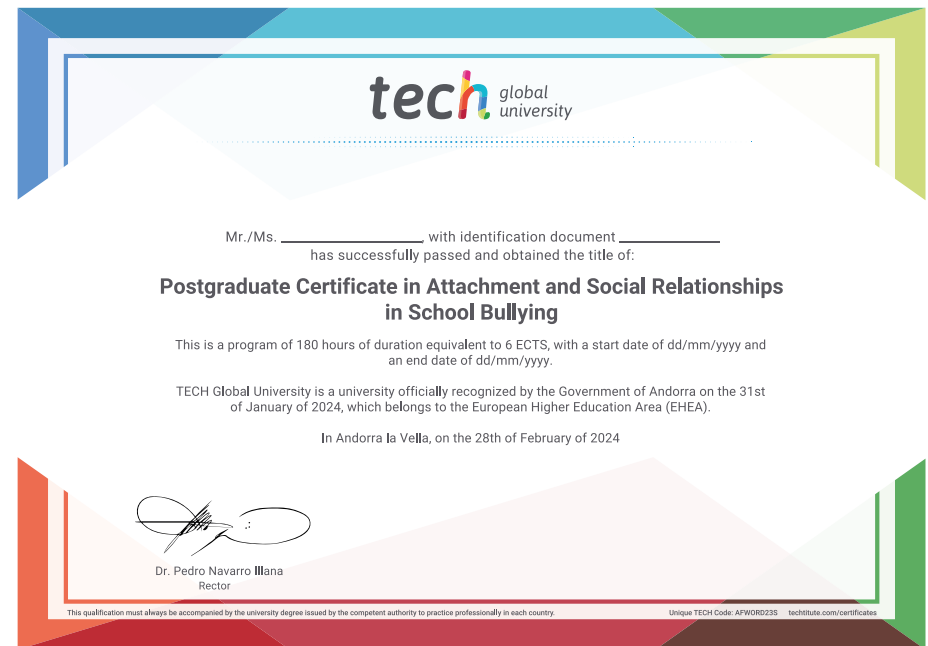 tech global
university
Mr./Ms. ____________, with identification document ____________
has successfully passed and obtained the title of:
Postgraduate Certificate in Attachment and Social Relationships
in School Bullying
This is a program of 180 hours of duration equivalent to 6 ECTS, with a start date of dd/mm/yyyy and
an end date of dd/mm/yyyy.
TECH Global University is a university officially recognized by the Government of Andorra on the 31st
of January of 2024, which belongs to the European Higher Education Area (EHEA).
In Andorra la Vella, on the 28th of February of 2024
Dr. Pedro Navarro Illana
Rector
This qualification must always be accompanied by the university degree issued by the competent authority to practice professionally in each country.
Unique TECH Code: AFWORD23S techtitute.com/certificates